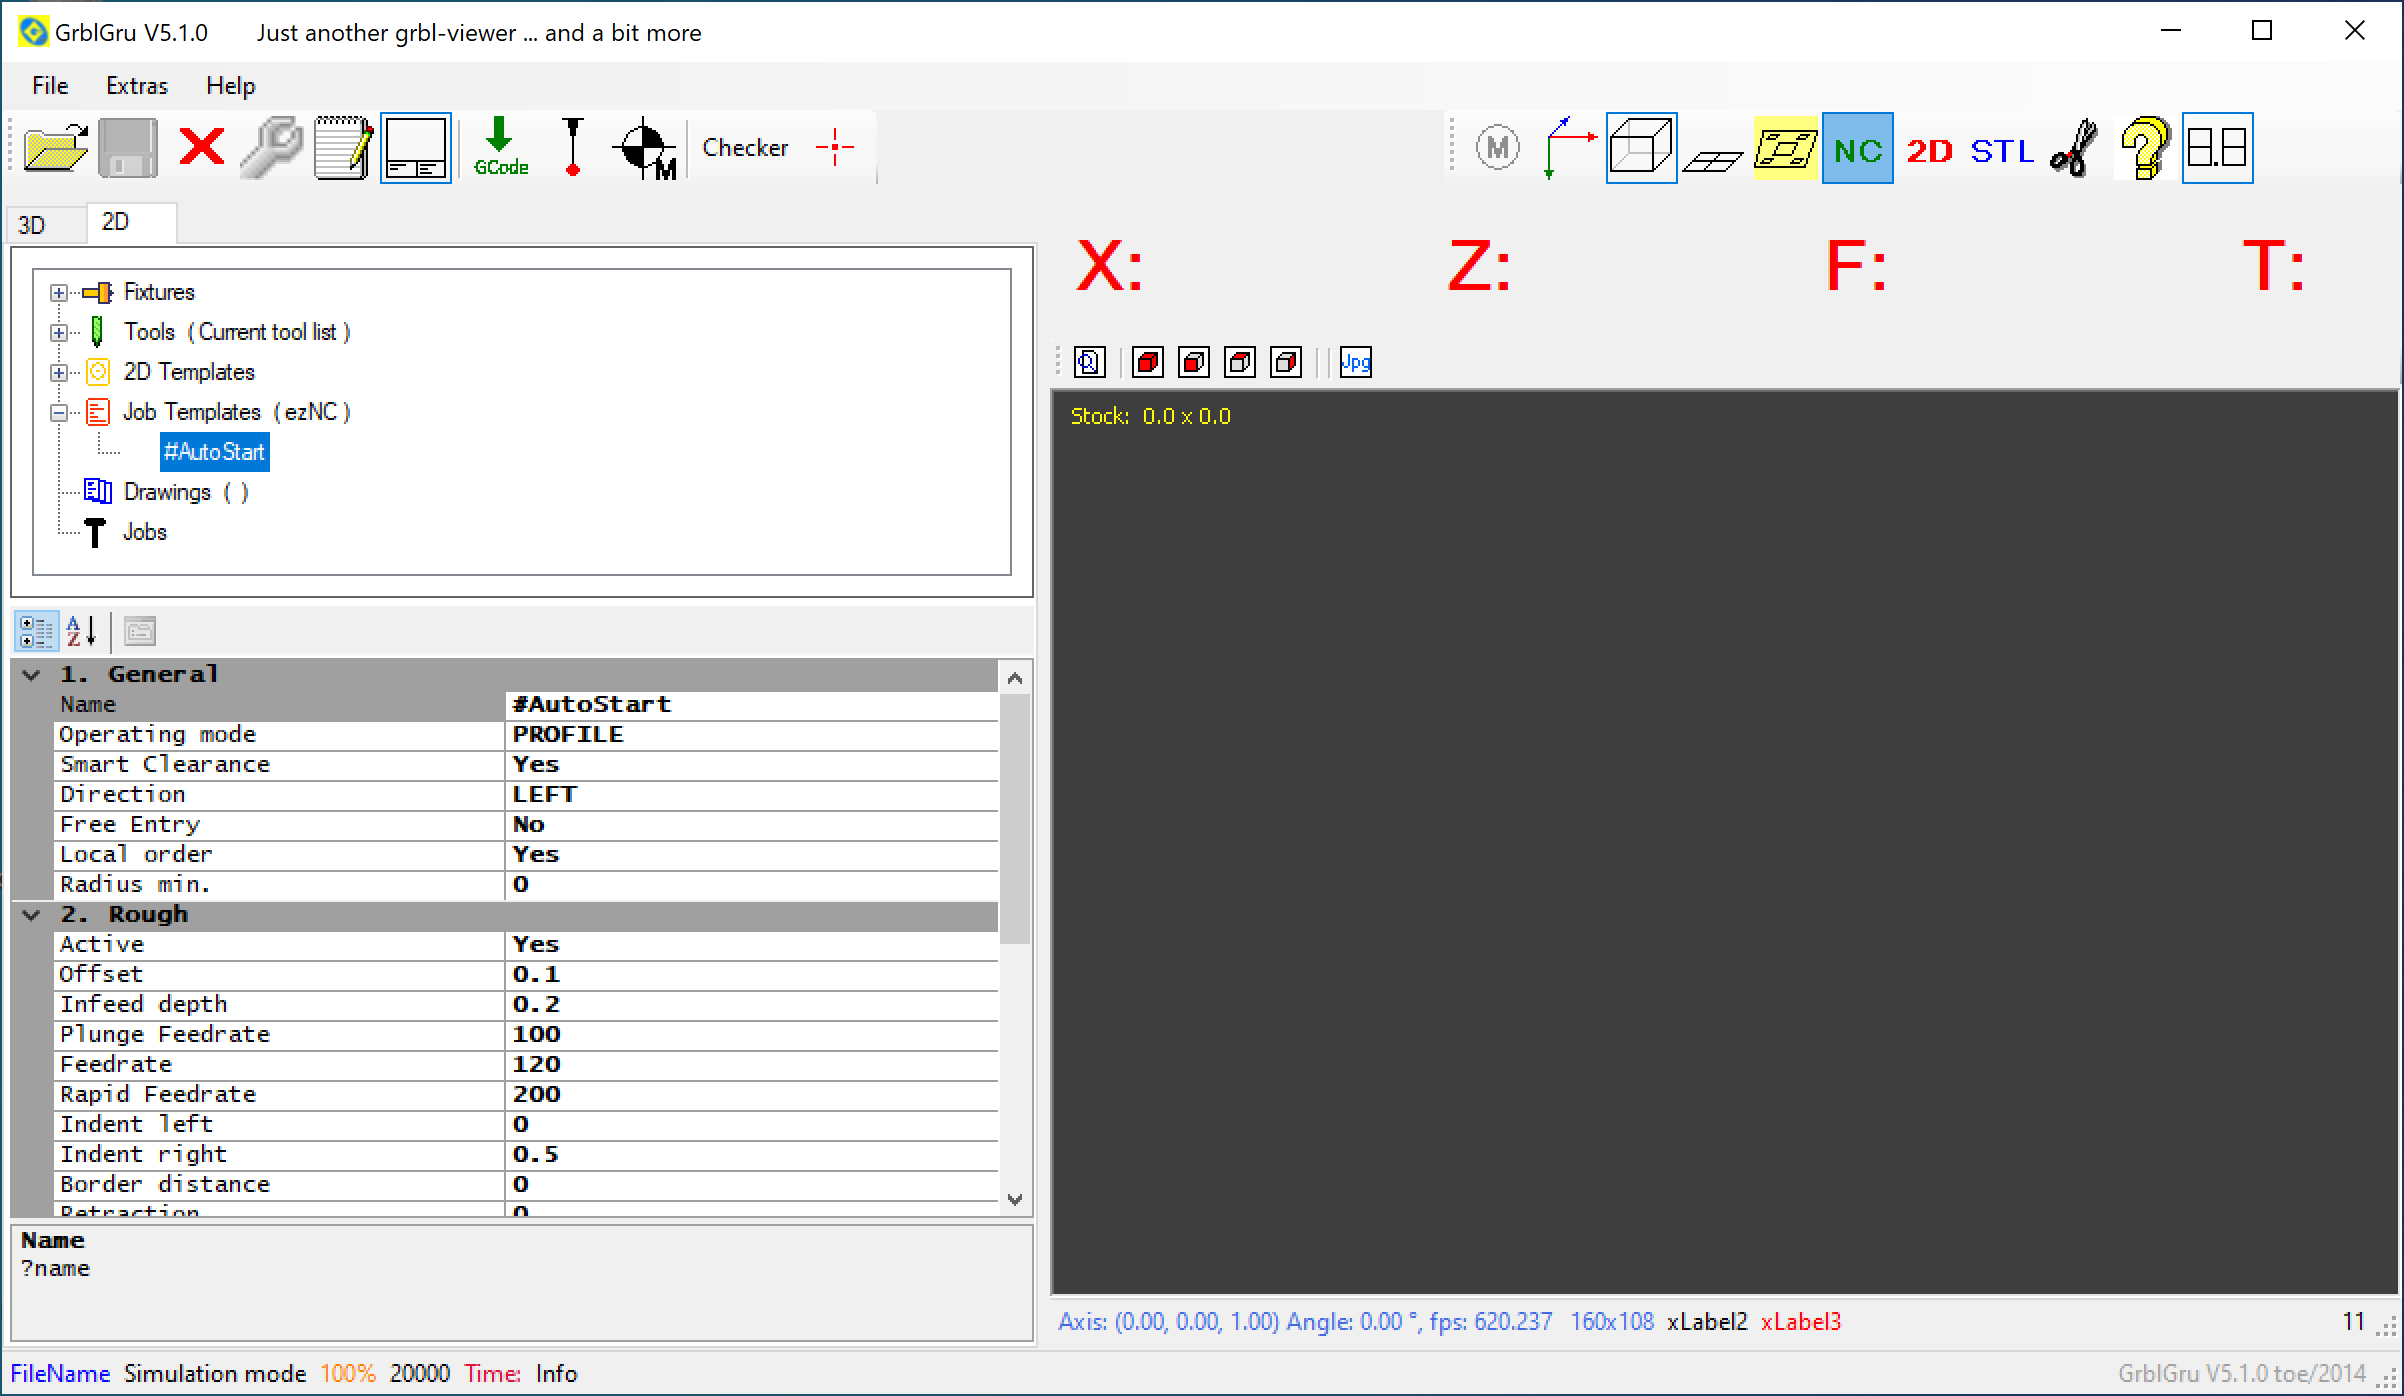 GrblGru V5.1.0 Just another grbl-viewer ... and a bit more
File Extras Help
GCode M Checker M NC 2D STL
3D 2D
X: Z: F: T:
Fixtures
Tools ( Current tool list )
2D Templates
Job Templates ( ezNC )
#AutoStart
Drawings ( )
Jobs
Jpg
Stock: 0.0 x 0.0
A
Z
1. General
Name #AutoStart
Operating mode PROFILE
Smart Clearance Yes
Direction LEFT
Free Entry No
Local order Yes
Radius min. 0
2. Rough
Active Yes
Offset 0.1
Infeed depth 0.2
Plunge Feedrate 100
Feedrate 120
Rapid Feedrate 200
Indent left 0
Indent right 0.5
Border distance 0
Retraction 0
Name
?name
Axis: (0.00, 0.00, 1.00) Angle: 0.00 °, fps: 620.237 160x108 xLabel2 xLabel3 11
FileName Simulation mode 100% 20000 Time: Info GrblGru V5.1.0 toe/2014